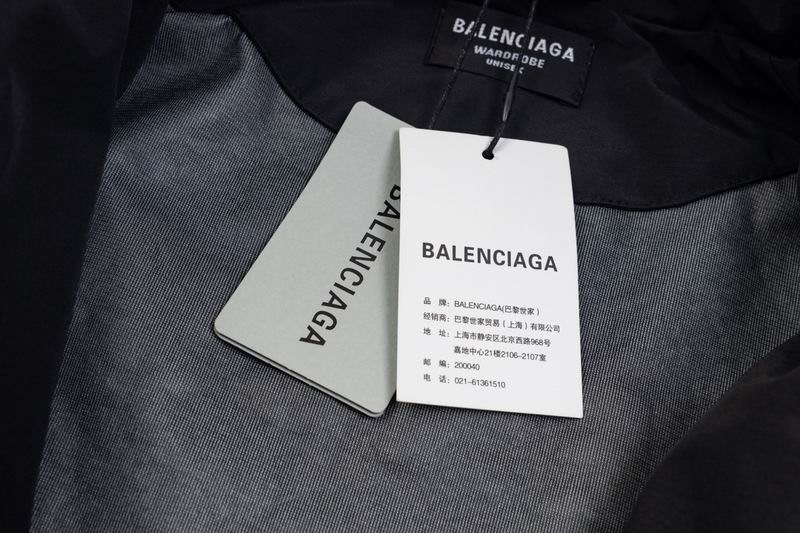 BALENCIAGA
WARDROBE
UNISEX
BALENCIAGA
BALENCIAGA
品 牌：BALENCIAGA(巴黎世家）
经销商：巴黎世家贸易（上海）有限公司
地 址：上海市静安区北京西路968号
嘉地中心21楼2106-2107室
邮 编：200040
电 话：021-61361510